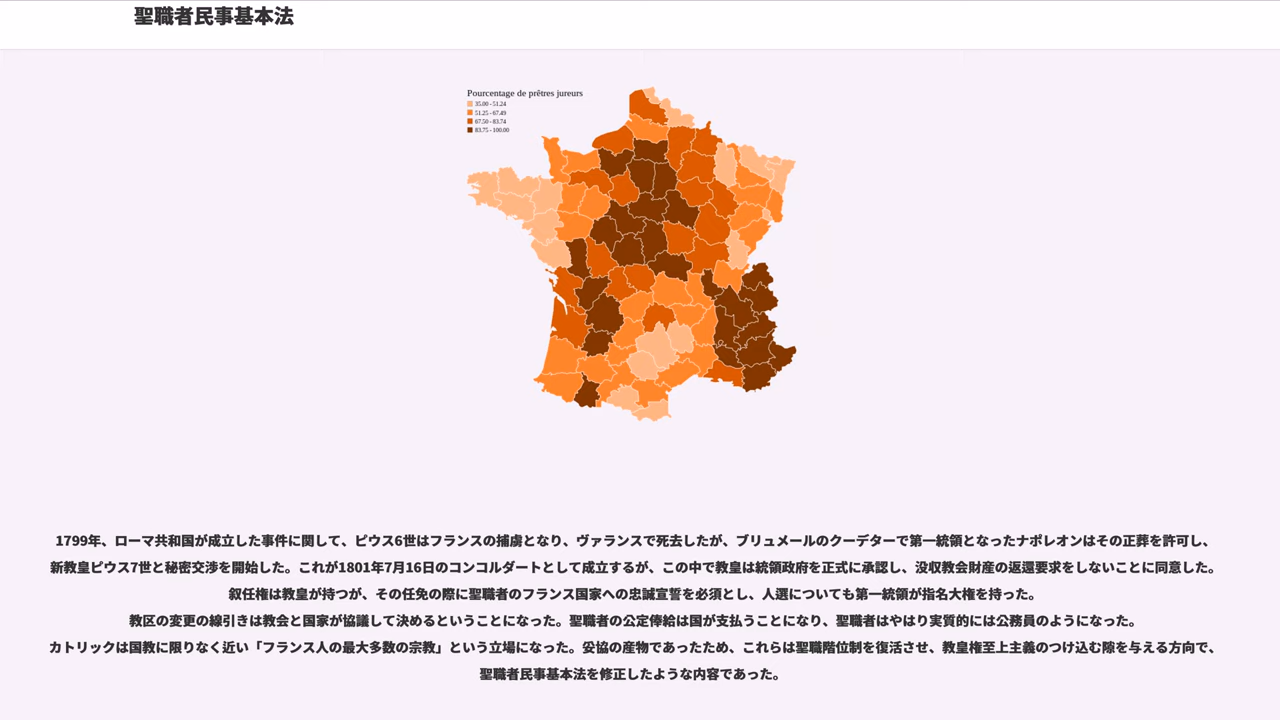 聖職者民事基本法
Pourcentage de prêtres jureurs
35.00 - 51.24
51.25 - 67.49
67.50 - 83.74
83.75 - 100.00
1799年、ローマ共和国が成立した事件に関して、ピウス6世はフランスの捕虜となり、ヴァランスで死去したが、ブリュメールのクーデターで第一統領となったナポレオンはその正葬を許可し、
新教皇ピウス7世と秘密交渉を開始した。これが1801年7月16日のコンコルダートとして成立するが、この中で教皇は統領政府を正式に承認し、没収教会財産の返還要求をしないことに同意した。
叙任権は教皇が持つが、その任免の際に聖職者のフランス国家への忠誠宣誓を必須とし、人選についても第一統領が指名大権を持った。
教区の変更の線引きは教会と国家が協議して決めるということになった。聖職者の公定俸給は国が支払うことになり、聖職者はやはり実質的には公務員のようになった。
カトリックは国教に限りなく近い「フランス人の最大多数の宗教」という立場になった。妥協の産物であったため、これらは聖職階位制を復活させ、教皇権至上主義のつけ込む隙を与える方向で、
聖職者民事基本法を修正したような内容であった。